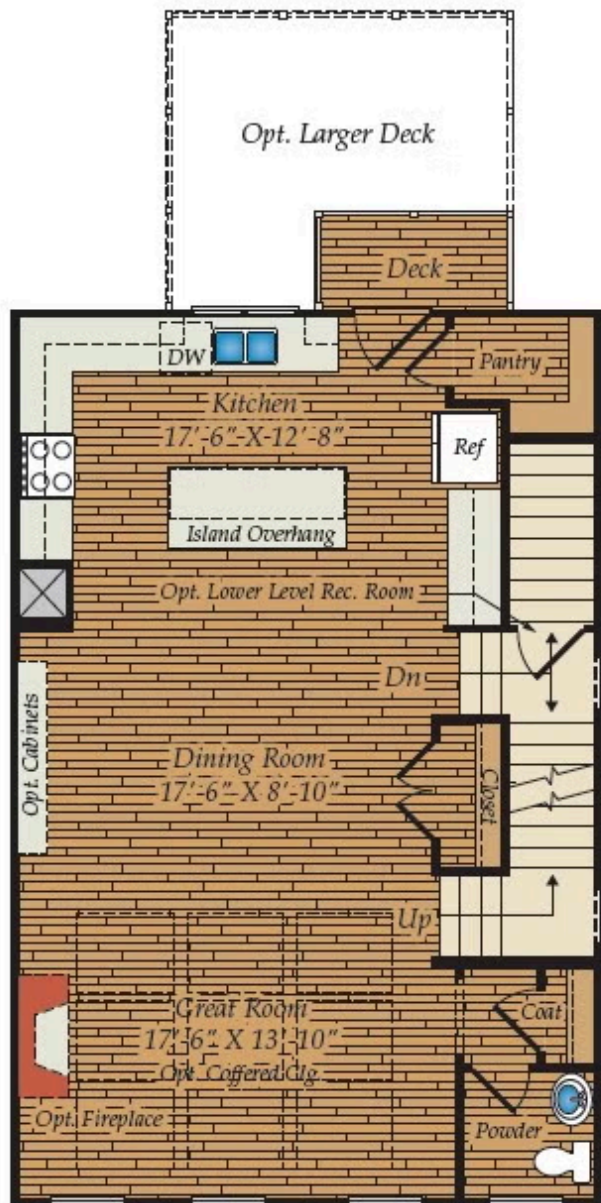 Opt. Larger Deck
Deck
DW
Pantry
Kitchen
17'-6"-X-12'-8"
Ref
Island Overhang
Opt. Lower Level Rec. Room
Dn
Opt. Cabinets
Dining Room
17'-6" X 8'-10"
Closet
Up
Great Room
17'-6" X 13'-10"
Coat
Opt. Coffered Clg.
Opt. Fireplace
Powder